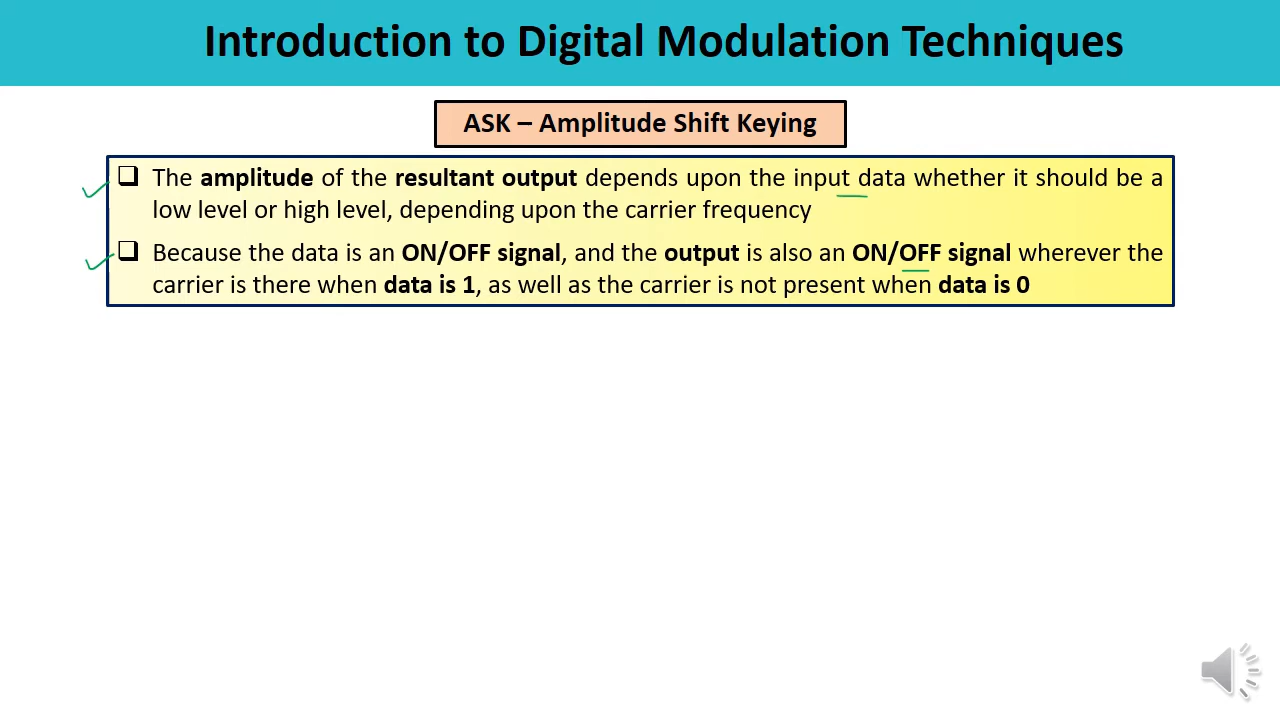 Introduction to Digital Modulation Techniques
ASK – Amplitude Shift Keying
The amplitude of the resultant output depends upon the input data whether it should be a
low level or high level, depending upon the carrier frequency
Because the data is an ON/OFF signal, and the output is also an ON/OFF signal wherever the
carrier is there when data is 1, as well as the carrier is not present when data is 0